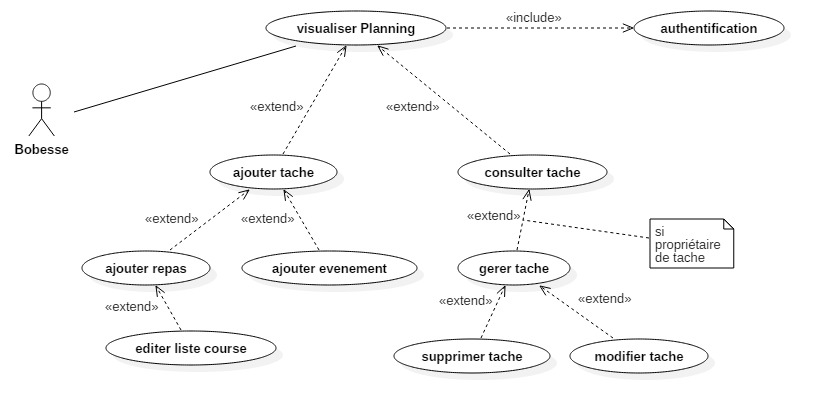 visualiser Planning
«include»
authentification
Bobesse
«extend»
«extend»
ajouter tache
consulter tache
«extend»
«extend»
«extend»
si
propriétaire
de tache
ajouter repas
ajouter evenement
gerer tache
«extend»
«extend»
«extend»
editer liste course
supprimer tache
modifier tache